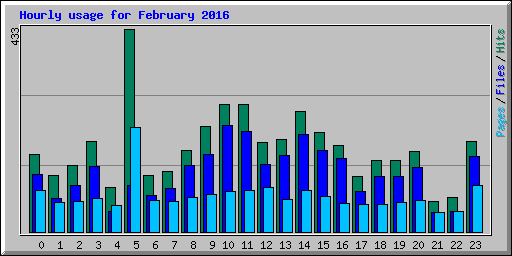 Hourly usage for February 2016
433
Pages / Files / Hits
0 1 2 3 4 5 6 7 8 9 10 11 12 13 14 15 16 17 18 19 20 21 22 23